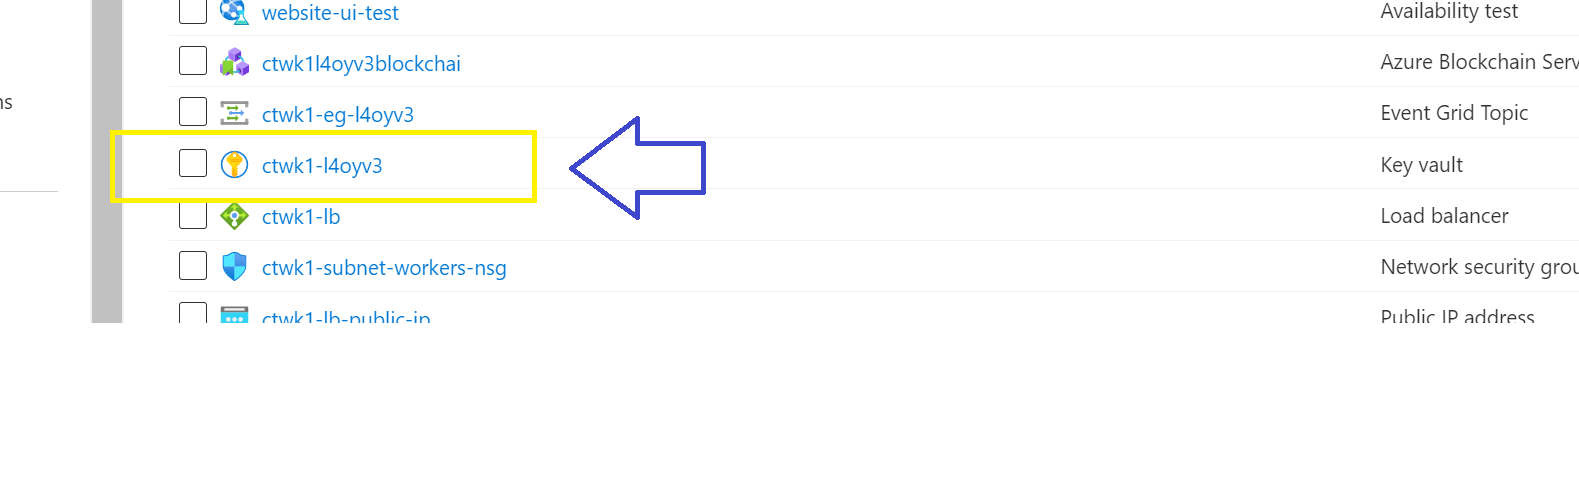 website-ui-test Availability test
ctwk1l4oyv3blockchai Azure Blockchain Serv
ns
ctwk1-eg-l4oyv3 Event Grid Topic
ctwk1-l4oyv3 Key vault
ctwk1-lb Load balancer
ctwk1-subnet-workers-nsg Network security grou
ctwk1-lb-public-ip Public IP address